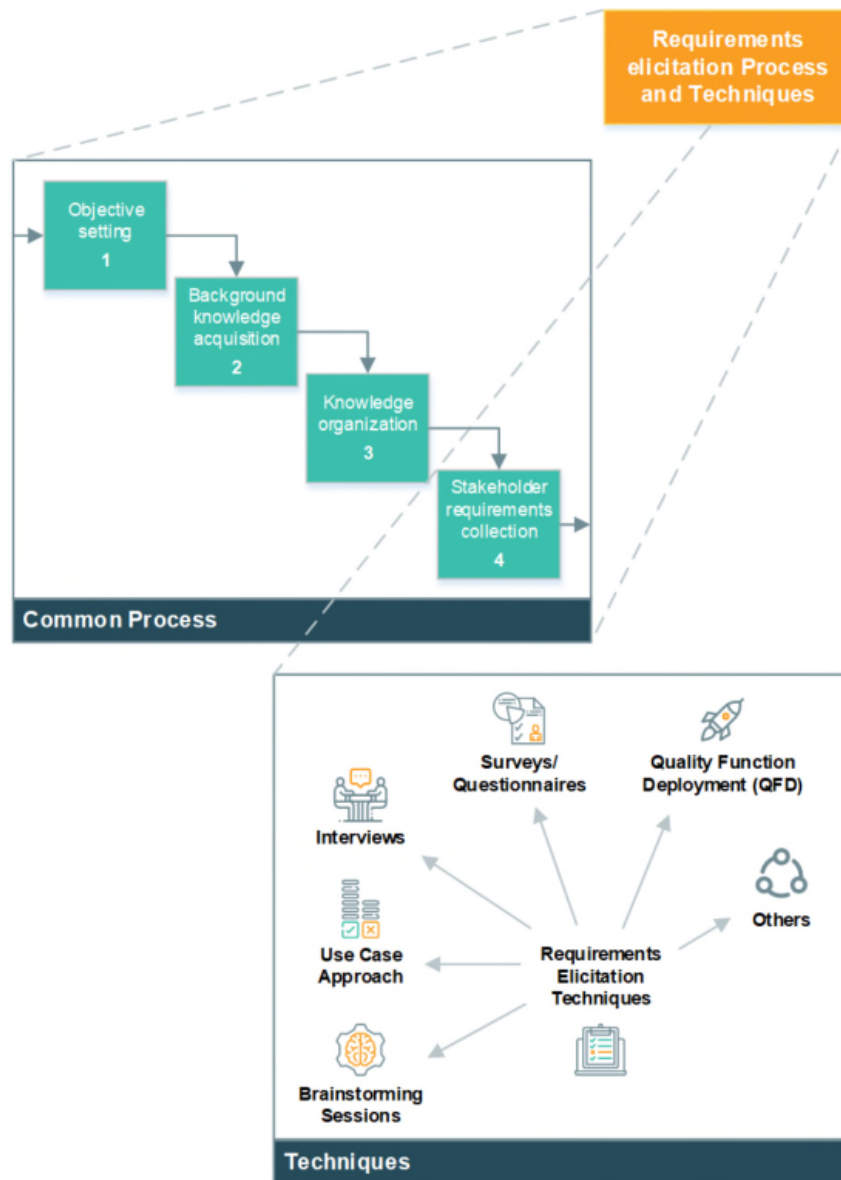 Requirements
elicitation Process
and Techniques
Objective
setting
1
Background
knowledge
acquisition
2
Knowledge
organization
3
Stakeholder
requirements
collection
4
Common Process
Surveys/
Questionnaires
Quality Function
Deployment (QFD)
Interviews
Others
Use Case
Approach
Requirements
Elicitation
Techniques
Brainstorming
Sessions
Techniques